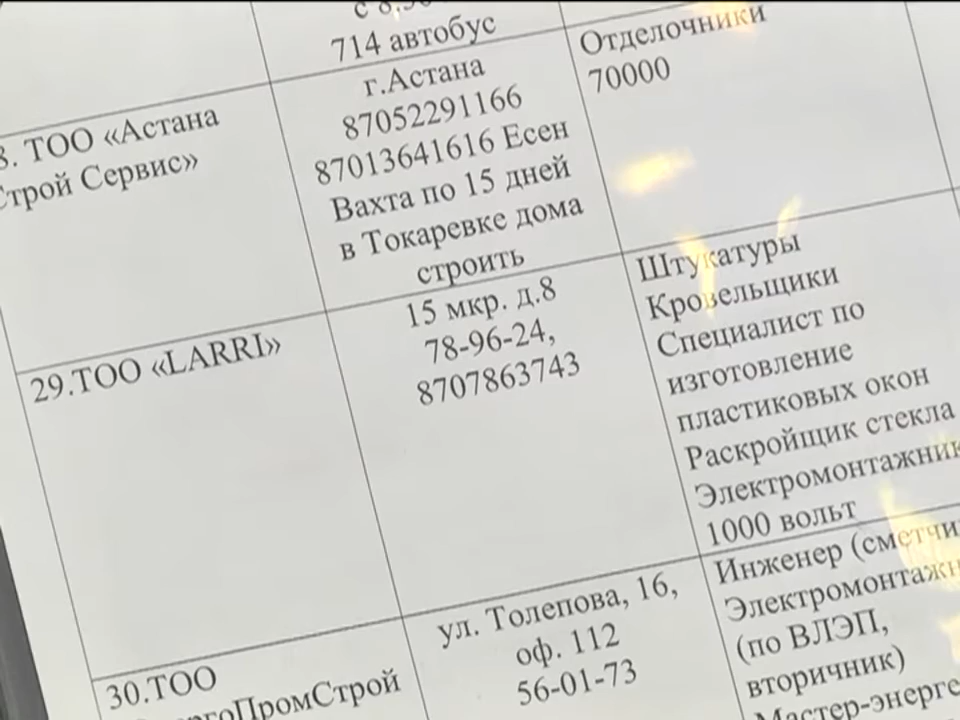 714 автобус
г.Астана
87052291166
87013641616 Есен
Вахта по 15 дней
в Токаревке дома
строить
Отделочники
70000
ТОО «Астана
Строй Сервис»
29.ТОО «LARRI»
15 мкр. д.8
78-96-24,
8707863743
Штукатуры
Кровельщики
Специалист по
изготовление
пластиковых окон
Раскройщик стекла
Электромонтажник
1000 вольт
30.ТОО
ПромСтрой
ул. Толепова, 16,
оф. 112
56-01-73
Инженер (сметчи
Электромонтажн
(по ВЛЭП,
вторичник)
Мастер-энерге